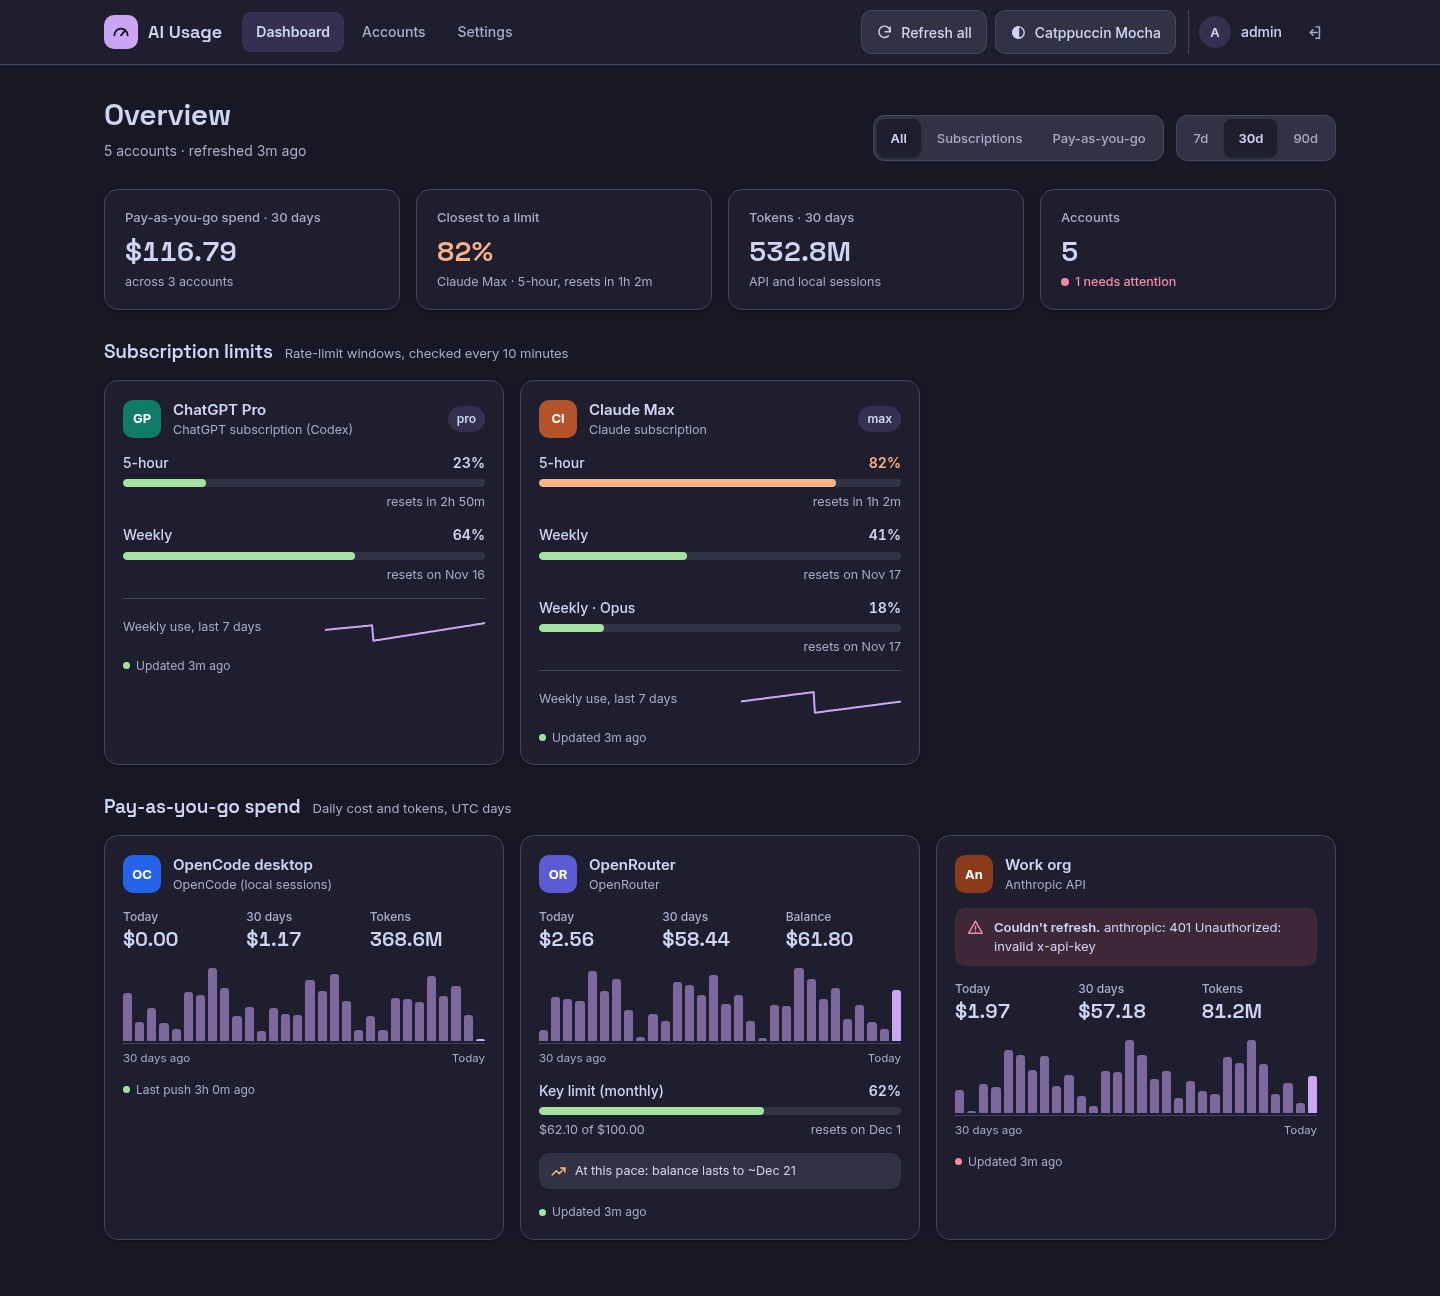 AI Usage
Dashboard
Accounts
Settings
Refresh all
Catppuccin Mocha
A
admin
Overview
5 accounts · refreshed 3m ago
All
Subscriptions
Pay-as-you-go
7d
30d
90d
Pay-as-you-go spend · 30 days
$116.79
across 3 accounts
Closest to a limit
82%
Claude Max · 5-hour, resets in 1h 2m
Tokens · 30 days
532.8M
API and local sessions
Accounts
5
1 needs attention
Subscription limits
Rate-limit windows, checked every 10 minutes
GP
ChatGPT Pro
ChatGPT subscription (Codex)
pro
5-hour
23%
resets in 2h 50m
Weekly
64%
resets on Nov 16
Weekly use, last 7 days
Updated 3m ago
Cl
Claude Max
Claude subscription
max
5-hour
82%
resets in 1h 2m
Weekly
41%
resets on Nov 17
Weekly · Opus
18%
resets on Nov 17
Weekly use, last 7 days
Updated 3m ago
Pay-as-you-go spend
Daily cost and tokens, UTC days
OC
OpenCode desktop
OpenCode (local sessions)
Today
$0.00
30 days
$1.17
Tokens
368.6M
30 days ago
Today
Last push 3h 0m ago
OR
OpenRouter
OpenRouter
Today
$2.56
30 days
$58.44
Balance
$61.80
30 days ago
Today
Key limit (monthly)
62%
$62.10 of $100.00
resets on Dec 1
At this pace: balance lasts to ~Dec 21
Updated 3m ago
An
Work org
Anthropic API
Couldn't refresh. anthropic: 401 Unauthorized:
invalid x-api-key
Today
$1.97
30 days
$57.18
Tokens
81.2M
30 days ago
Today
Updated 3m ago